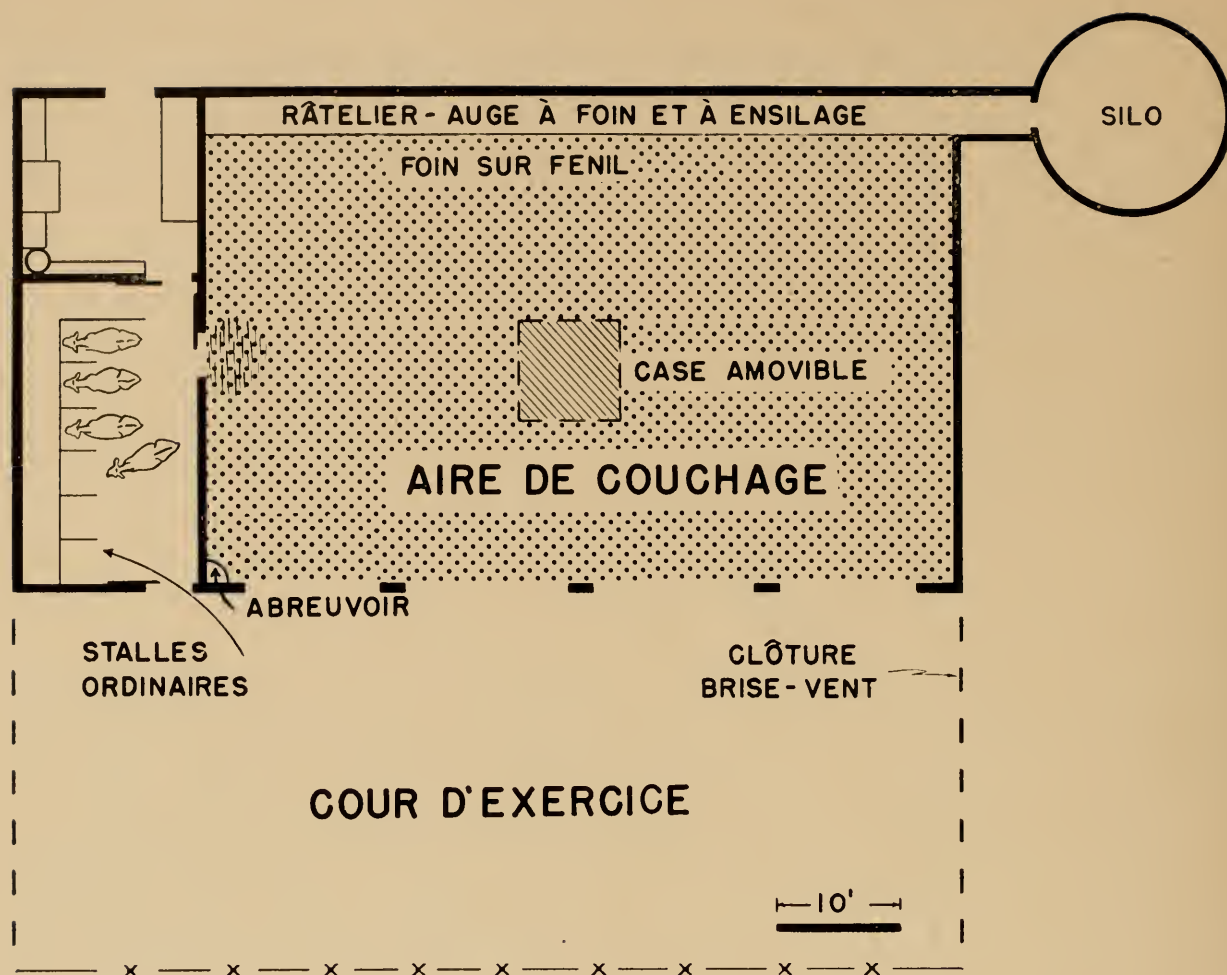 RÂTELIER - AUGE À FOIN ET À ENSILAGE
SILO
FOIN SUR FENIL
CASE AMOVIBLE
AIRE DE COUCHAGE
ABREUVOIR
STALLES
ORDINAIRES
CLÔTURE
BRISE-VENT
COUR D'EXERCICE
10'